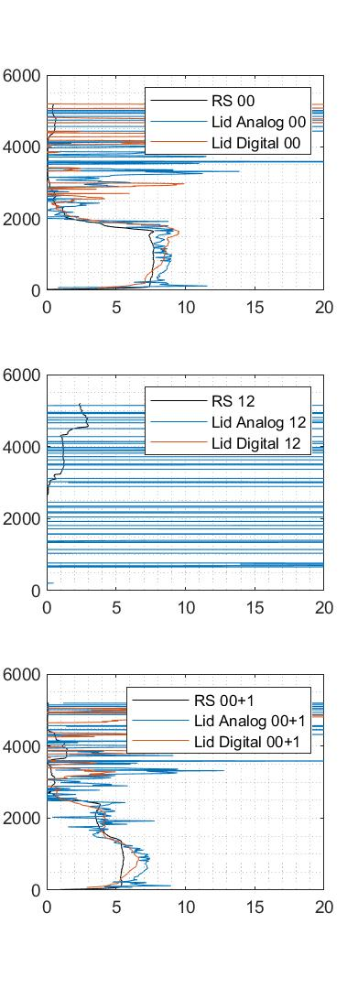 6000
RS 00
Lid Analog 00
Lid Digital 00
4000
2000
0
0 5 10 15 20
6000
RS 12
Lid Analog 12
Lid Digital 12
4000
2000
0
0 5 10 15 20
6000
RS 00+1
Lid Analog 00+1
Lid Digital 00+1
4000
2000
0
0 5 10 15 20